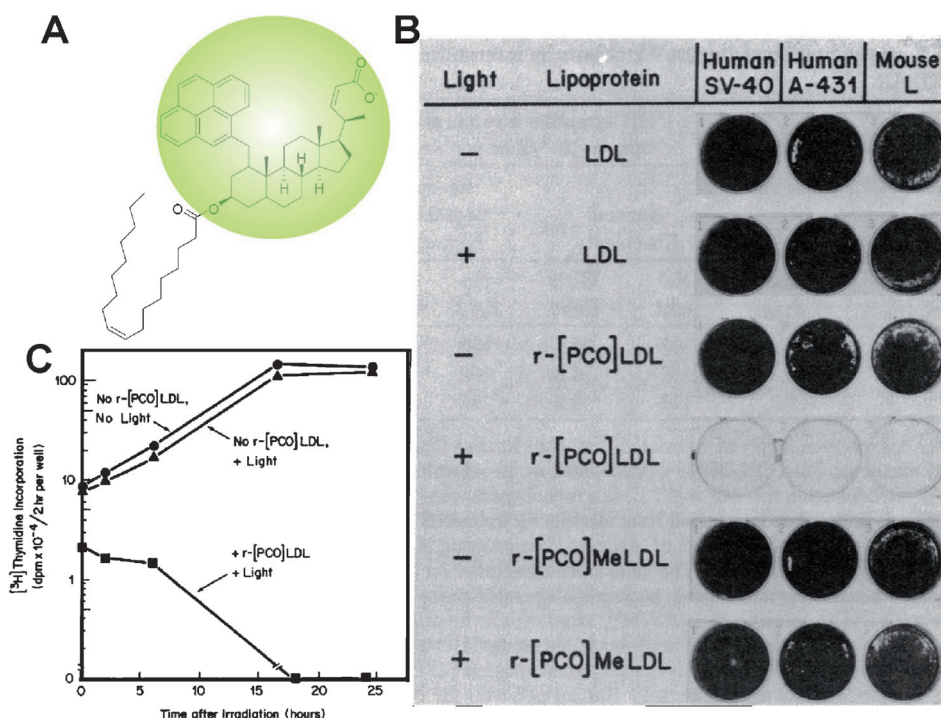 A
O
O
O⁻
H
H
H
O
O
B
Light Lipoprotein Human SV-40 Human A-431 Mouse L
− LDL
+ LDL
− r-[PCO]LDL
+ r-[PCO]LDL
− r-[PCO]MeLDL
+ r-[PCO]MeLDL
C
[³H] Thymidine Incorporation
(dpm x 10⁻⁴/2 hr per well)
100
10
1
0
No r-[PCO]LDL,
No Light
No r-[PCO]LDL,
+ Light
+ r-[PCO]LDL
+ Light
0 5 10 15 20 25
Time after Irradiation (hours)